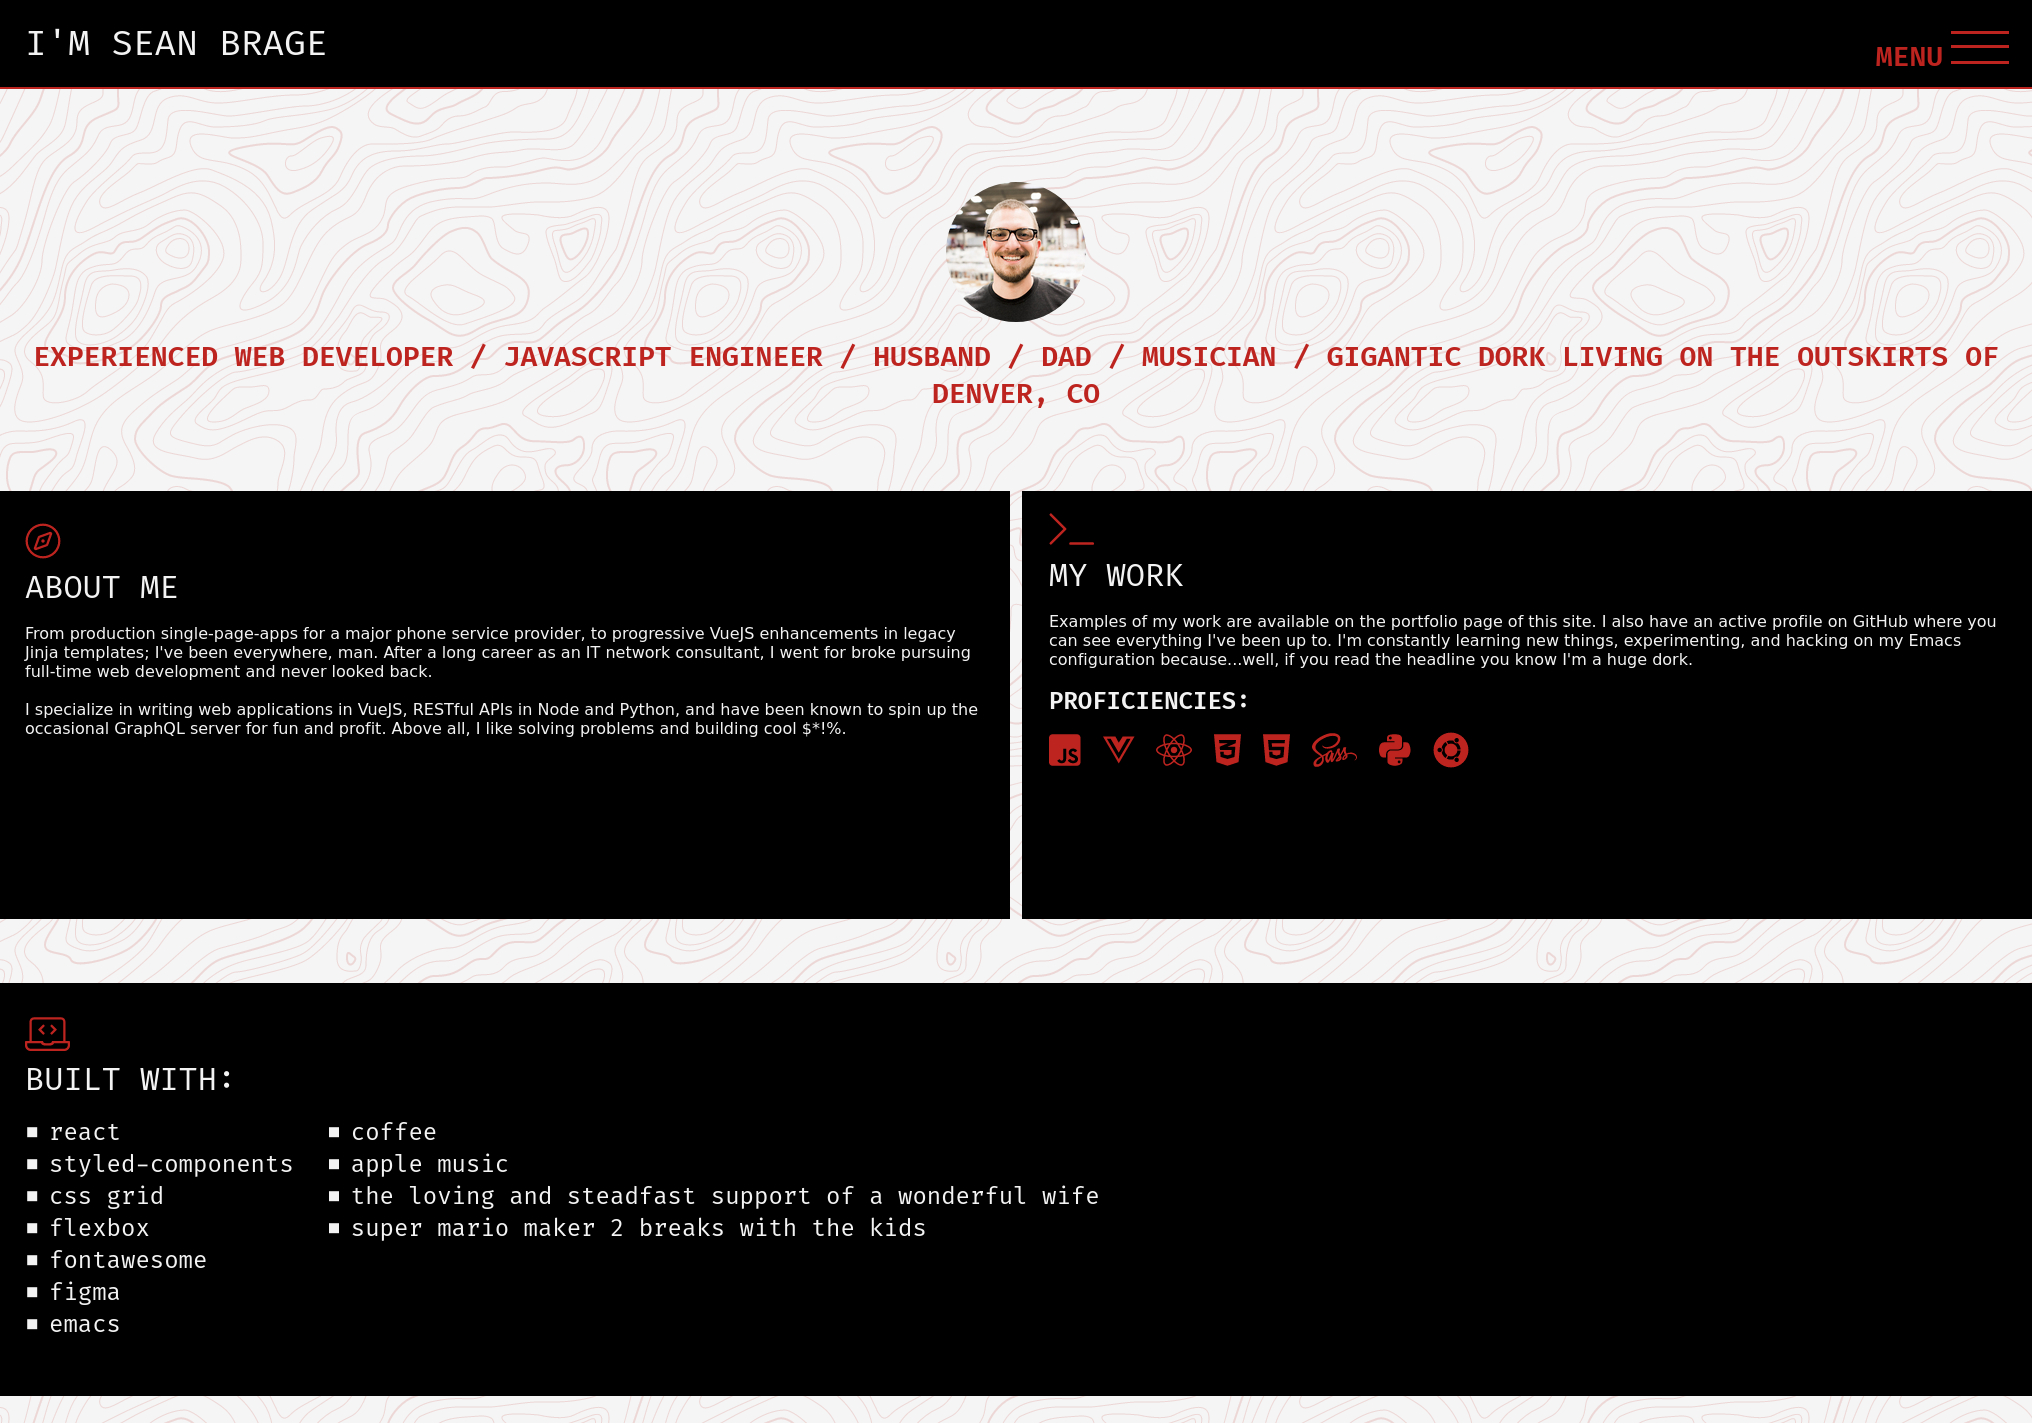 I'M SEAN BRAGE
MENU
EXPERIENCED WEB DEVELOPER / JAVASCRIPT ENGINEER / HUSBAND / DAD / MUSICIAN / GIGANTIC DORK LIVING ON THE OUTSKIRTS OF
DENVER, CO
ABOUT ME
From production single-page-apps for a major phone service provider, to progressive VueJS enhancements in legacy
Jinja templates; I've been everywhere, man. After a long career as an IT network consultant, I went for broke pursuing
full-time web development and never looked back.
I specialize in writing web applications in VueJS, RESTful APIs in Node and Python, and have been known to spin up the
occasional GraphQL server for fun and profit. Above all, I like solving problems and building cool $*!%.
MY WORK
Examples of my work are available on the portfolio page of this site. I also have an active profile on GitHub where you
can see everything I've been up to. I'm constantly learning new things, experimenting, and hacking on my Emacs
configuration because...well, if you read the headline you know I'm a huge dork.
PROFICIENCIES:
JS
Sass
BUILT WITH:
react
styled-components
css grid
flexbox
fontawesome
figma
emacs
coffee
apple music
the loving and steadfast support of a wonderful wife
super mario maker 2 breaks with the kids